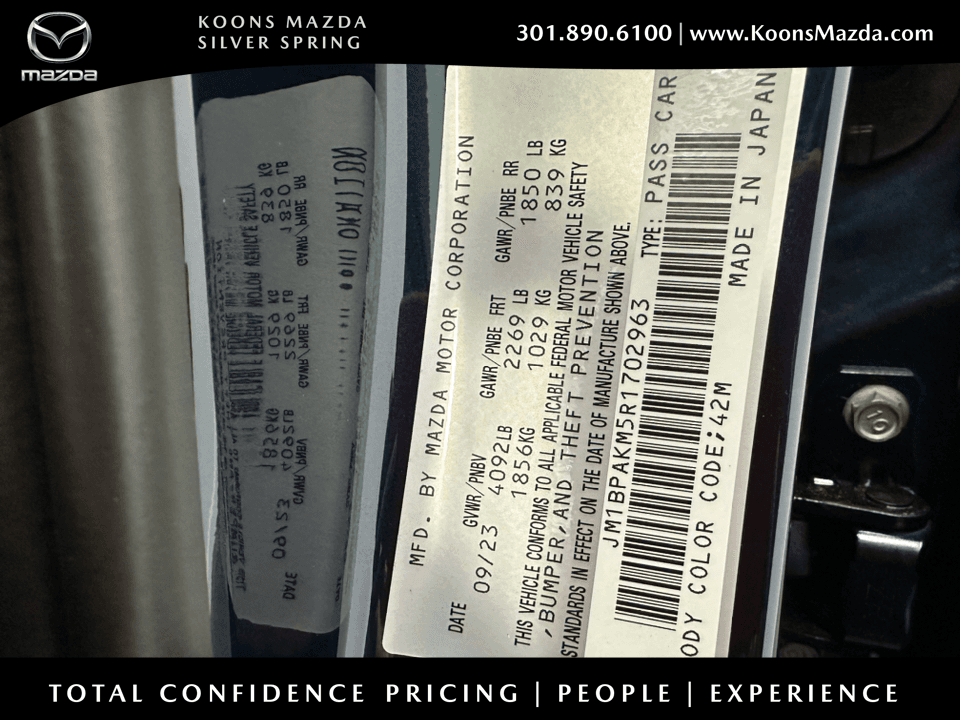 KOONS MAZDA
SILVER SPRING
mazda
301.890.6100 | www.KoonsMazda.com
MFD. BY MAZDA MOTOR CORPORATION
DATE GVWR/PNBV GAWR/PNBE FRT GAWR/PNBE RR
09/23 4092LB 2269 LB 1850 LB
1856KG 1029 KG 839 KG
THIS VEHICLE CONFORMS TO ALL APPLICABLE FEDERAL MOTOR VEHICLE SAFETY
,BUMPER,AND THEFT PREVENTION
STANDARDS IN EFFECT ON THE DATE OF MANUFACTURE SHOWN ABOVE.
JM1BPAKM5R1702963 TYPE: PASS CAR
ODY COLOR CODE;42M MADE IN JAPAN
TOTAL CONFIDENCE PRICING | PEOPLE | EXPERIENCE